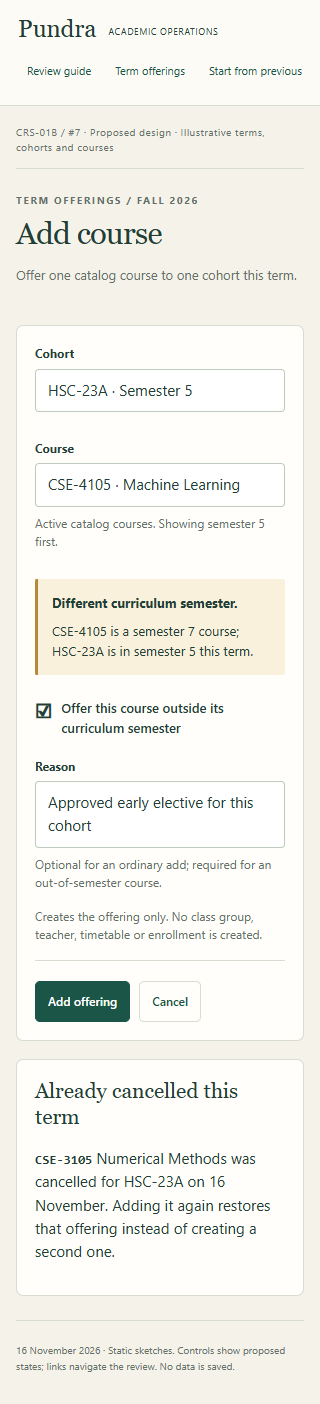 Pundra ACADEMIC OPERATIONS
Review guide Term offerings Start from previous
CRS-01B / #7 · Proposed design · Illustrative terms,
cohorts and courses
TERM OFFERINGS / FALL 2026
Add course
Offer one catalog course to one cohort this term.
Cohort
HSC-23A · Semester 5
Course
CSE-4105 · Machine Learning
Active catalog courses. Showing semester 5
first.
Different curriculum semester.
CSE-4105 is a semester 7 course;
HSC-23A is in semester 5 this term.
Offer this course outside its
curriculum semester
Reason
Approved early elective for this
cohort
Optional for an ordinary add; required for an
out-of-semester course.
Creates the offering only. No class group,
teacher, timetable or enrollment is created.
Add offering Cancel
Already cancelled this
term
CSE-3105 Numerical Methods was
cancelled for HSC-23A on 16
November. Adding it again restores
that offering instead of creating a
second one.
16 November 2026 · Static sketches. Controls show proposed
states; links navigate the review. No data is saved.